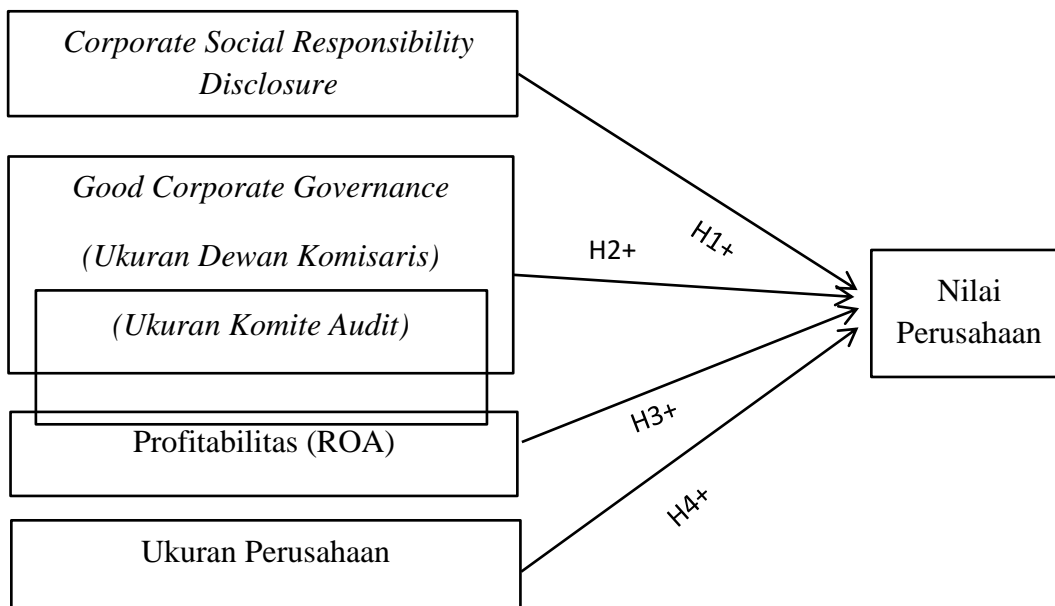 Corporate Social Responsibility
Disclosure
Good Corporate Governance
(Ukuran Dewan Komisaris)
(Ukuran Komite Audit)
Profitabilitas (ROA)
Ukuran Perusahaan
H1+
H2+
H3+
H4+
Nilai
Perusahaan